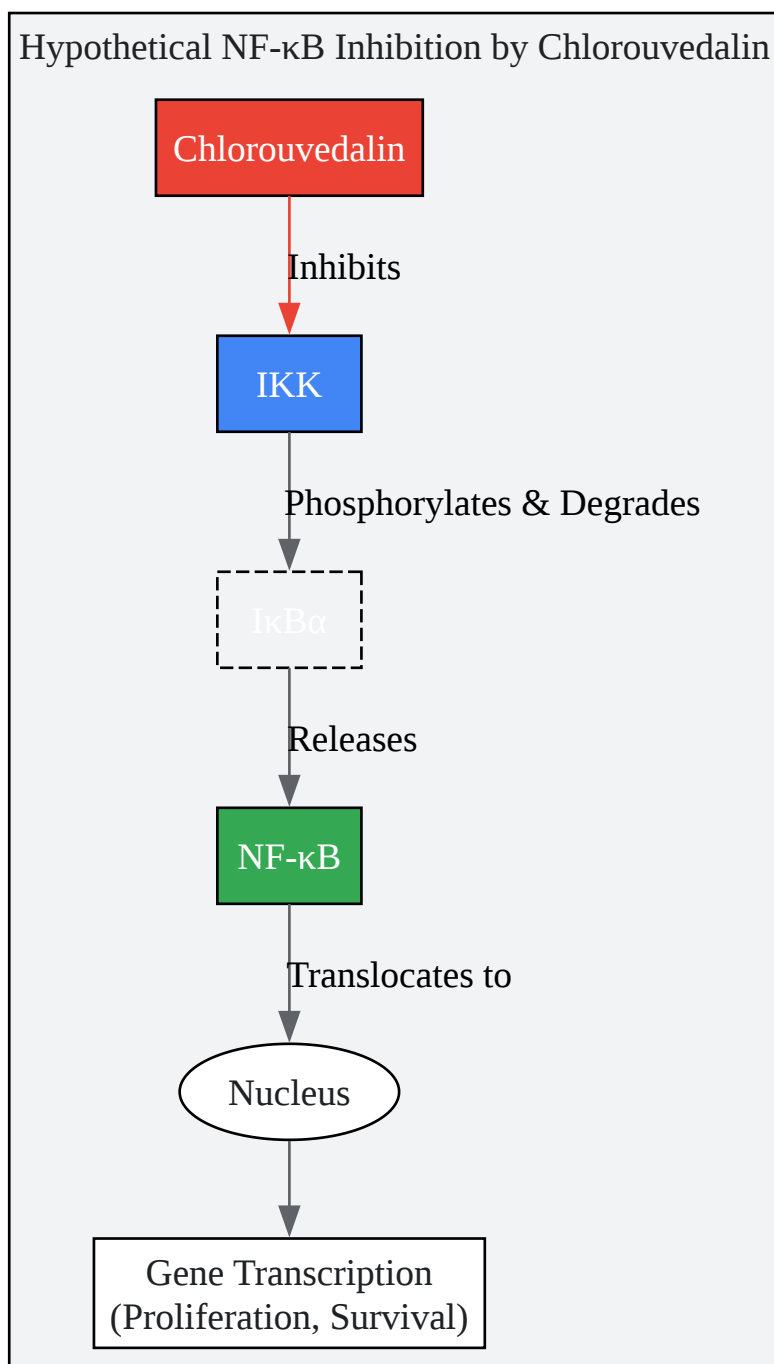 Hypothetical NF-κB Inhibition by Chlorouvedalin
Chlorouvedalin
Inhibits
IKK
Phosphorylates & Degrades
IκBα
Releases
NF-κB
Translocates to
Nucleus
Gene Transcription
(Proliferation, Survival)